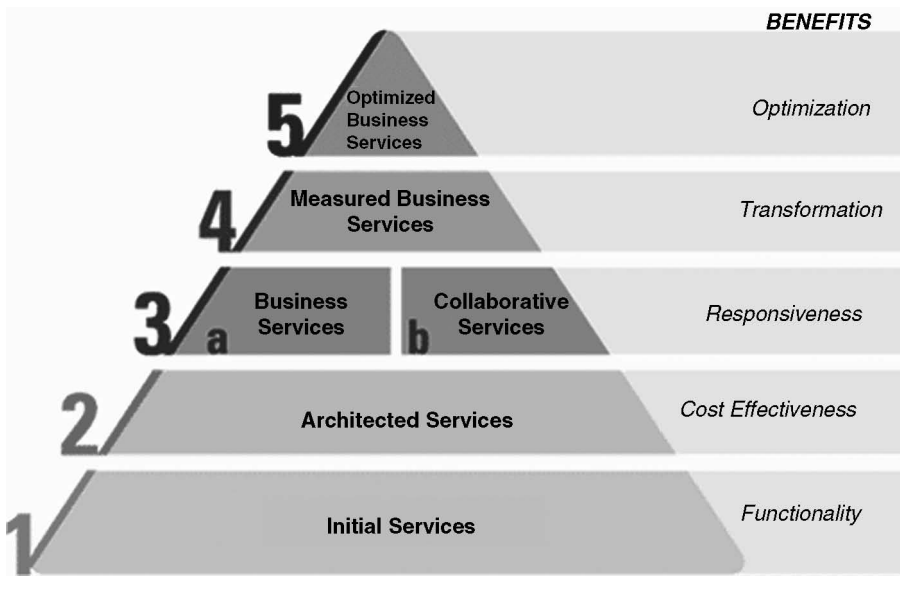 BENEFITS
5
Optimized
Business
Services
Optimization
4
Measured Business
Services
Transformation
3
a
Business
Services
b
Collaborative
Services
Responsiveness
2
Architected Services
Cost Effectiveness
1
Initial Services
Functionality